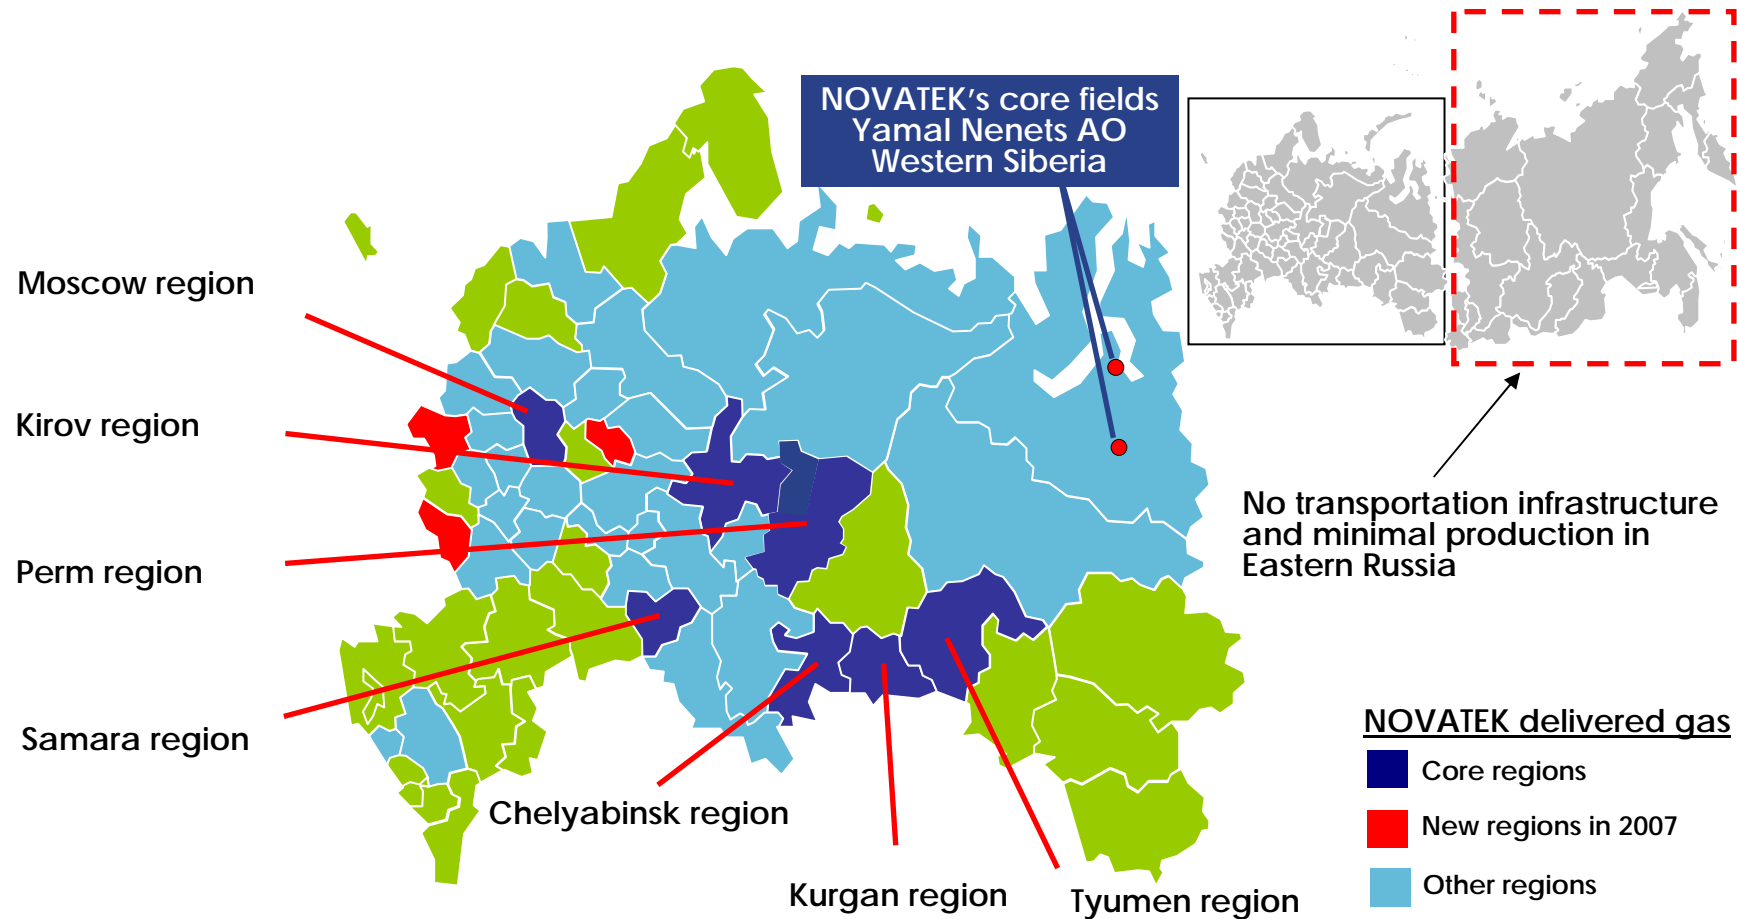 NOVATEK's core fields
Yamal Nenets AO
Western Siberia
Moscow region
Kirov region
Perm region
Samara region
Chelyabinsk region
Kurgan region
Tyumen region
No transportation infrastructure
and minimal production in
Eastern Russia
NOVATEK delivered gas
Core regions
New regions in 2007
Other regions